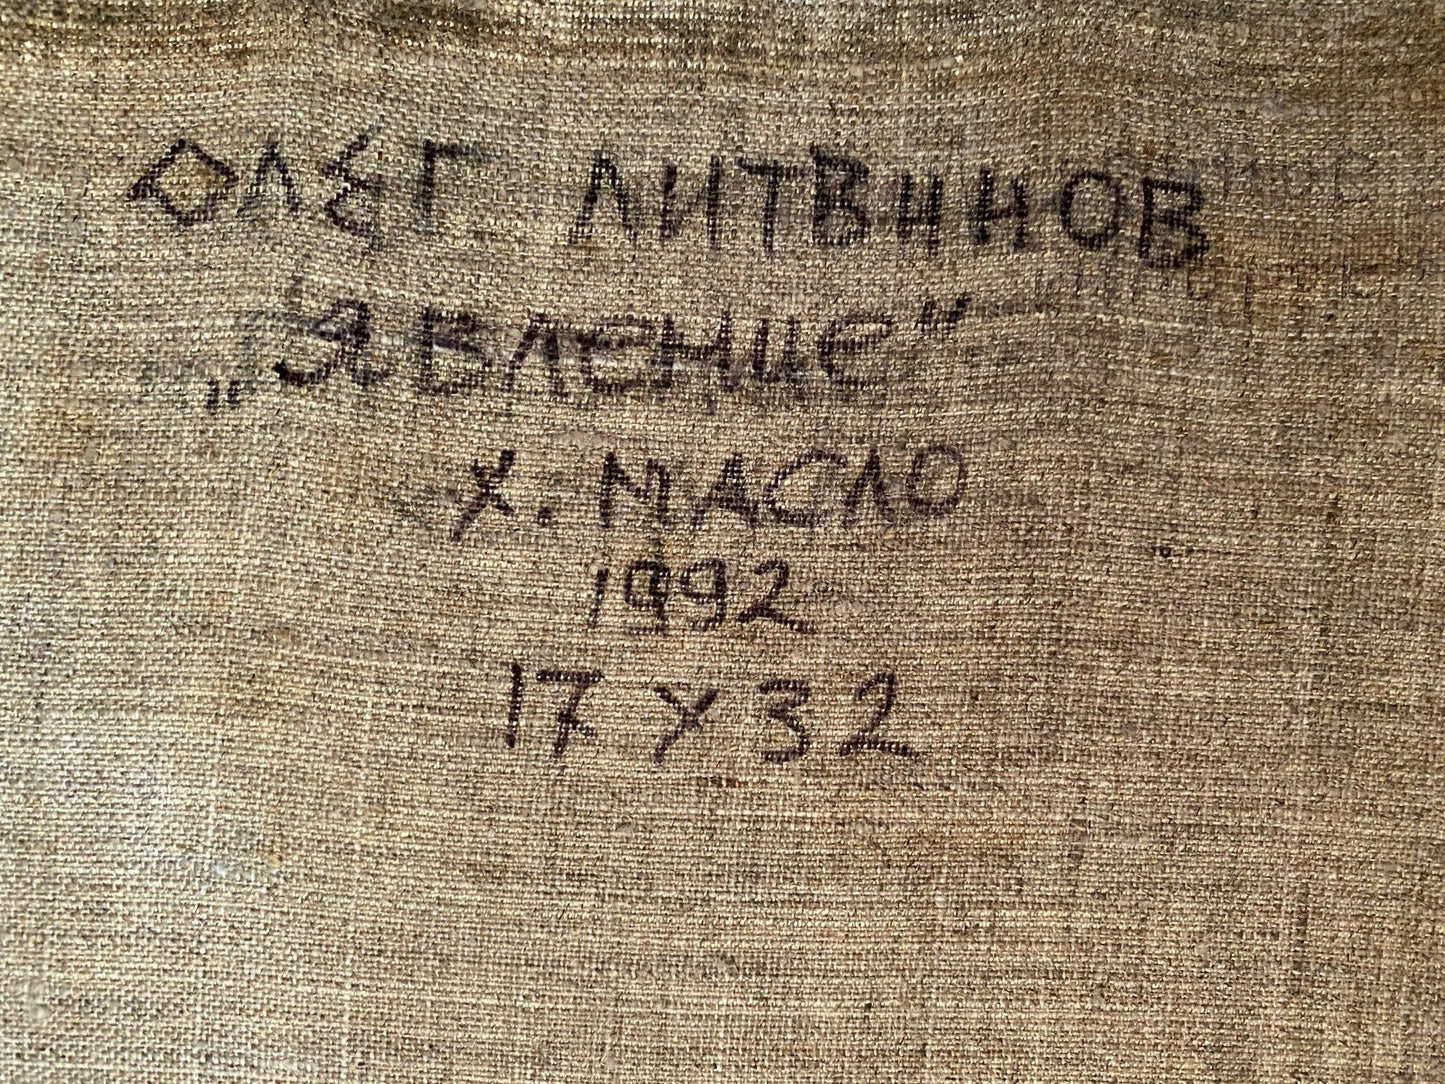 ОЛЕГ ЛИТВИНОВ
„Явление“
х. МАСЛО
1992
17 х 32